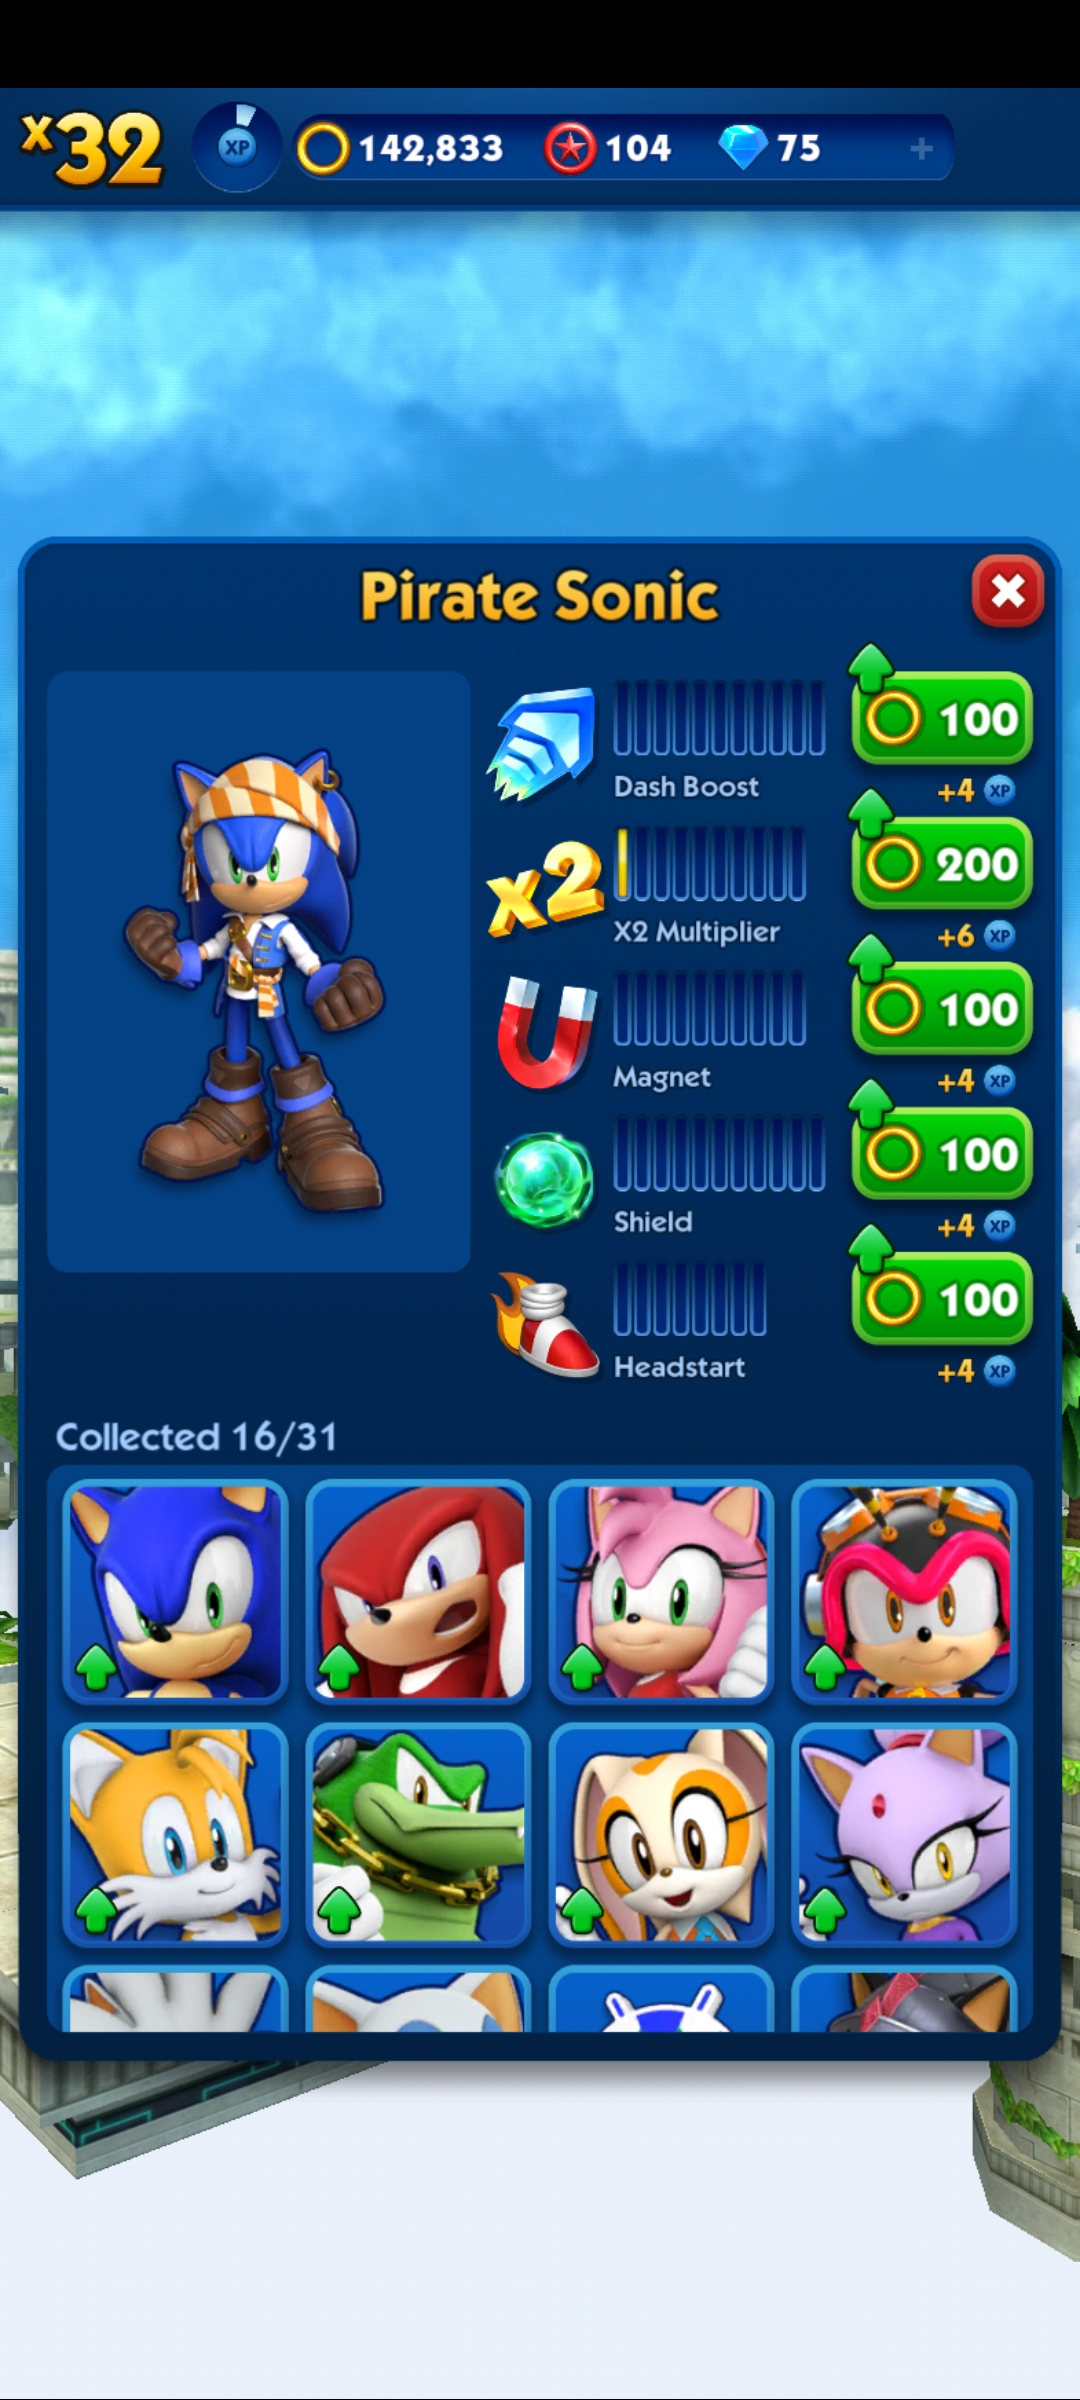 x32 XP 142,833 104 75 +
Pirate Sonic
100
Dash Boost +4 XP
x2 200
X2 Multiplier +6 XP
100
Magnet +4 XP
100
Shield +4 XP
100
Headstart +4 XP
Collected 16/31